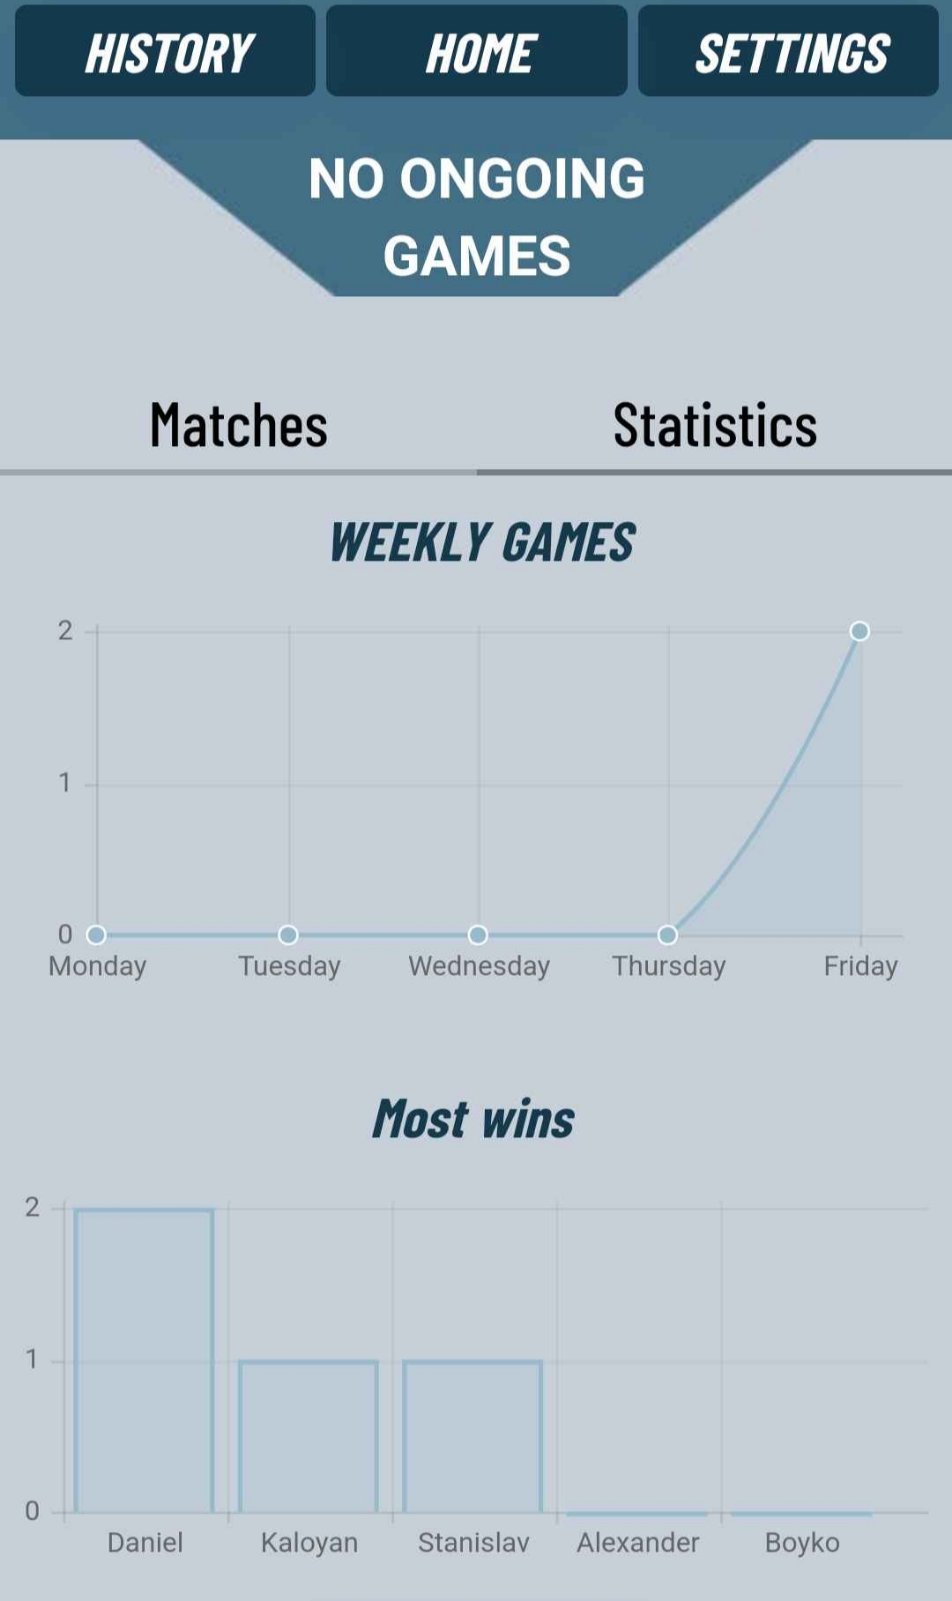 HISTORY HOME SETTINGS
NO ONGOING
GAMES
Matches Statistics
WEEKLY GAMES
2
1
0
Monday Tuesday Wednesday Thursday Friday
Most wins
2
1
0
Daniel Kaloyan Stanislav Alexander Boyko